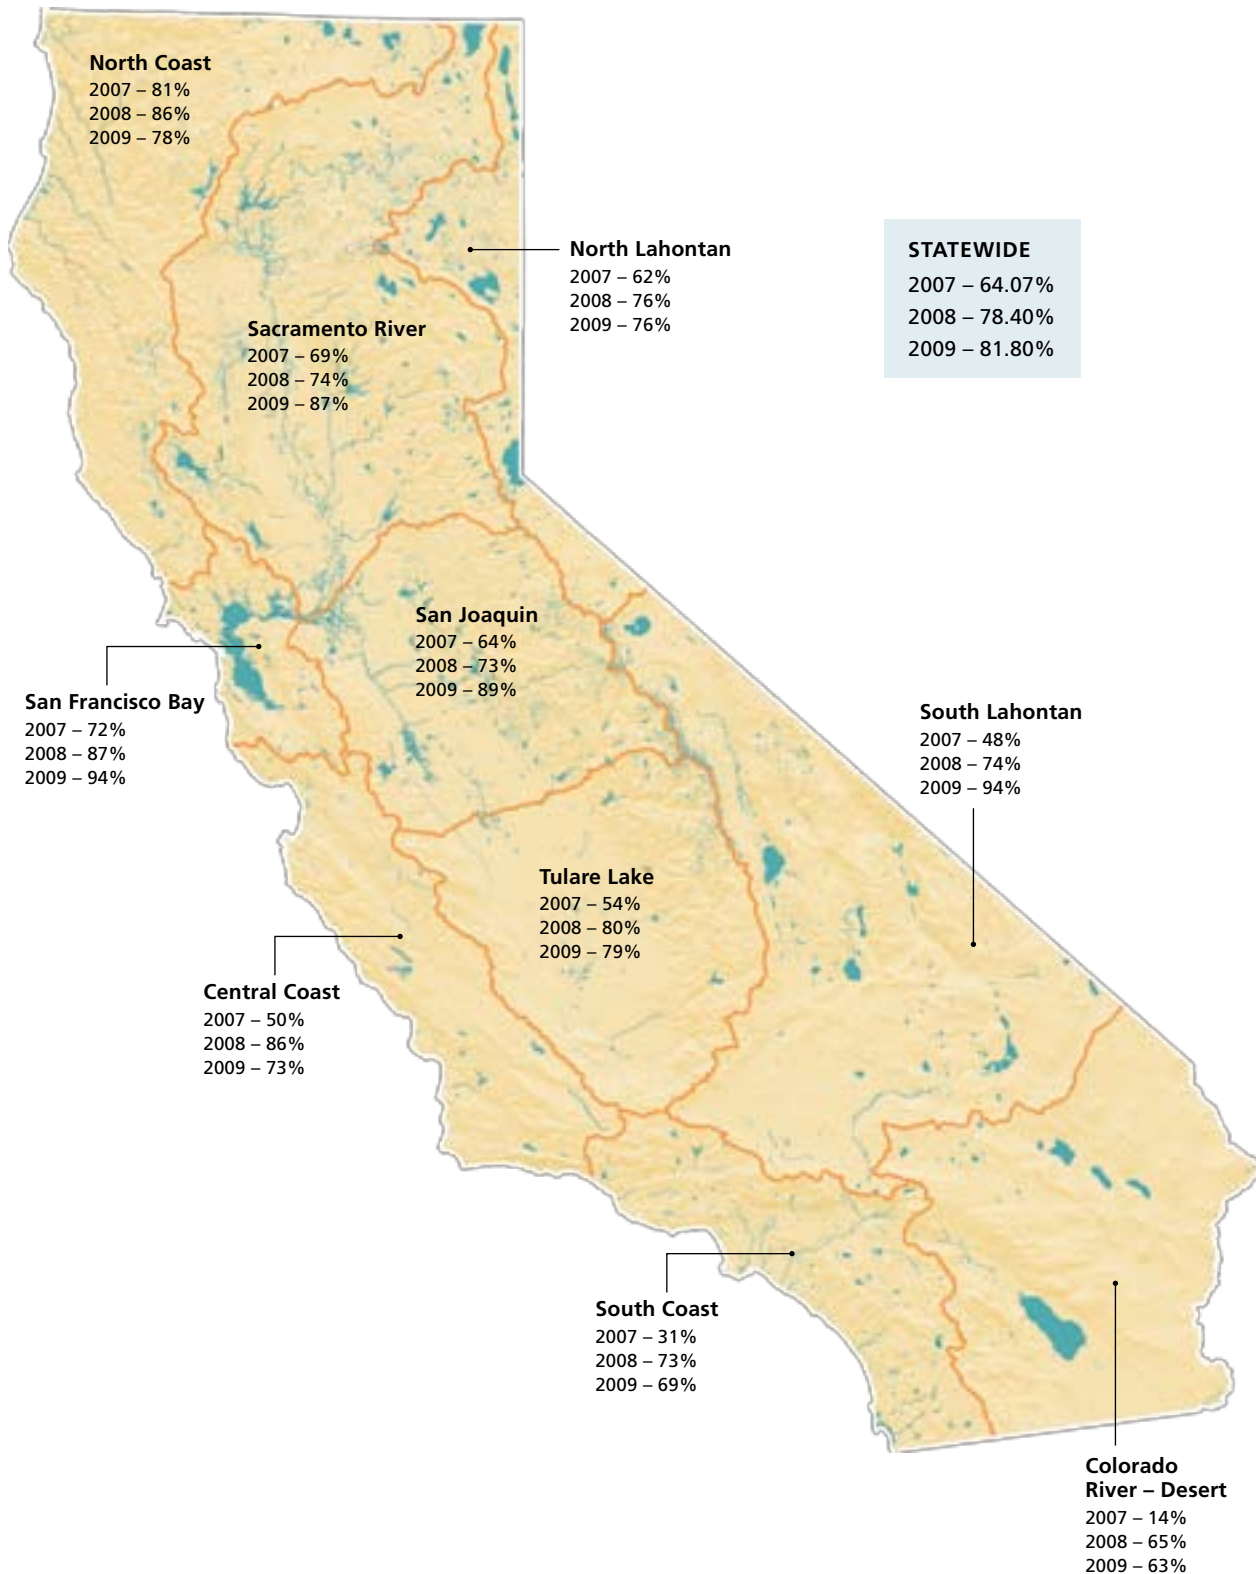 North Coast
2007 – 81%
2008 – 86%
2009 – 78%
North Lahontan
2007 – 62%
2008 – 76%
2009 – 76%
STATEWIDE
2007 – 64.07%
2008 – 78.40%
2009 – 81.80%
Sacramento River
2007 – 69%
2008 – 74%
2009 – 87%
San Joaquin
2007 – 64%
2008 – 73%
2009 – 89%
San Francisco Bay
2007 – 72%
2008 – 87%
2009 – 94%
South Lahontan
2007 – 48%
2008 – 74%
2009 – 94%
Tulare Lake
2007 – 54%
2008 – 80%
2009 – 79%
Central Coast
2007 – 50%
2008 – 86%
2009 – 73%
South Coast
2007 – 31%
2008 – 73%
2009 – 69%
Colorado
River – Desert
2007 – 14%
2008 – 65%
2009 – 63%